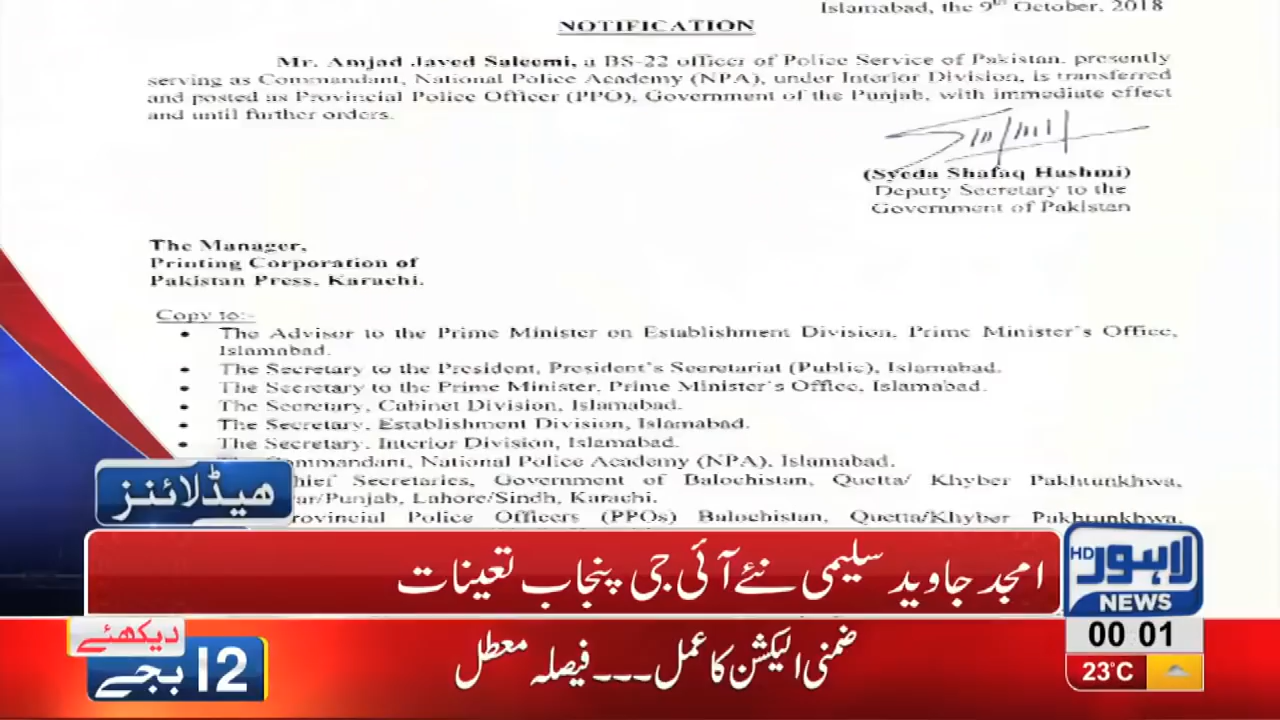 Islamabad, the 9th October, 2018
NOTIFICATION
Mr. Amjad Javed Saleemi, a BS-22 officer of Police Service of Pakistan, presently
serving as Commandant, National Police Academy (NPA), under Interior Division, is transferred
and posted as Provincial Police Officer (PPO), Government of the Punjab, with immediate effect
and until further orders.
(Syeda Shafaq Hashmi)
Deputy Secretary to the
Government of Pakistan
The Manager,
Printing Corporation of
Pakistan Press, Karachi.
Copy to:-
• The Advisor to the Prime Minister on Establishment Division, Prime Minister's Office,
Islamabad.
• The Secretary to the President, President's Secretariat (Public), Islamabad.
• The Secretary to the Prime Minister, Prime Minister's Office, Islamabad.
• The Secretary, Cabinet Division, Islamabad.
• The Secretary, Establishment Division, Islamabad.
• The Secretary, Interior Division, Islamabad.
Commandant, National Police Academy (NPA), Islamabad.
hief Secretaries, Government of Balochistan, Quetta/ Khyber Pakhtunkhwa,
ar/Punjab, Lahore/Sindh, Karachi.
rovincial Police Officers (PPOs) Balochistan, Quetta/Khyber Pakhtunkhwa,
ھیڈلائنز
امجد جاوید سلیمی نئے آئی جی پنجاب تعینات
لاہور HD
NEWS
00 01
23°C
ضمنی الیکشن کا عمل ۔۔۔ فیصلہ معطل
دیکھئے
12 بجے